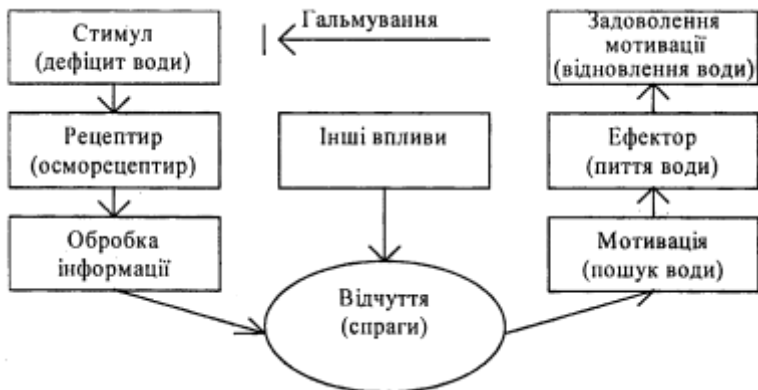 Стимул
(дефіцит води)
Гальмування
Задоволення
мотивації
(відновлення води)
Рецептир
(осморецептир)
Інші впливи
Ефектор
(пиття води)
Обробка
інформації
Відчуття
(спраги)
Мотивація
(пошук води)